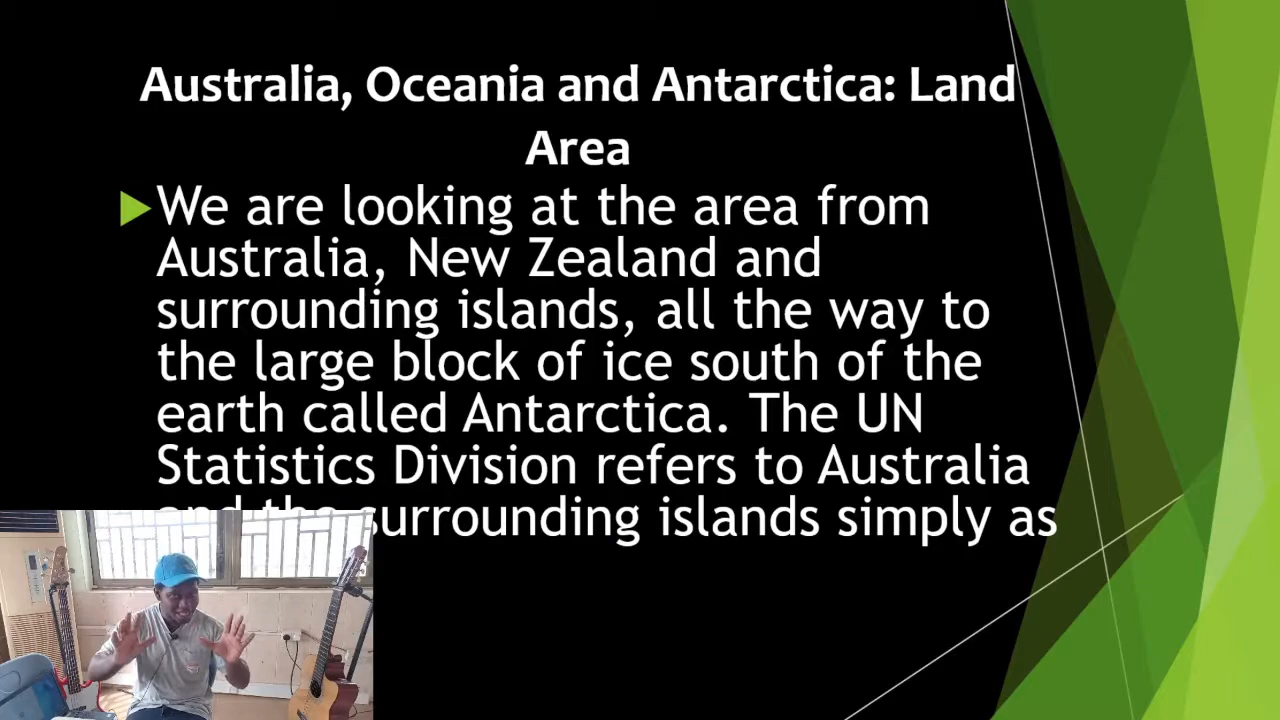 Australia, Oceania and Antarctica: Land
Area
We are looking at the area from
Australia, New Zealand and
surrounding islands, all the way to
the large block of ice south of the
earth called Antarctica. The UN
Statistics Division refers to Australia
and the surrounding islands simply as